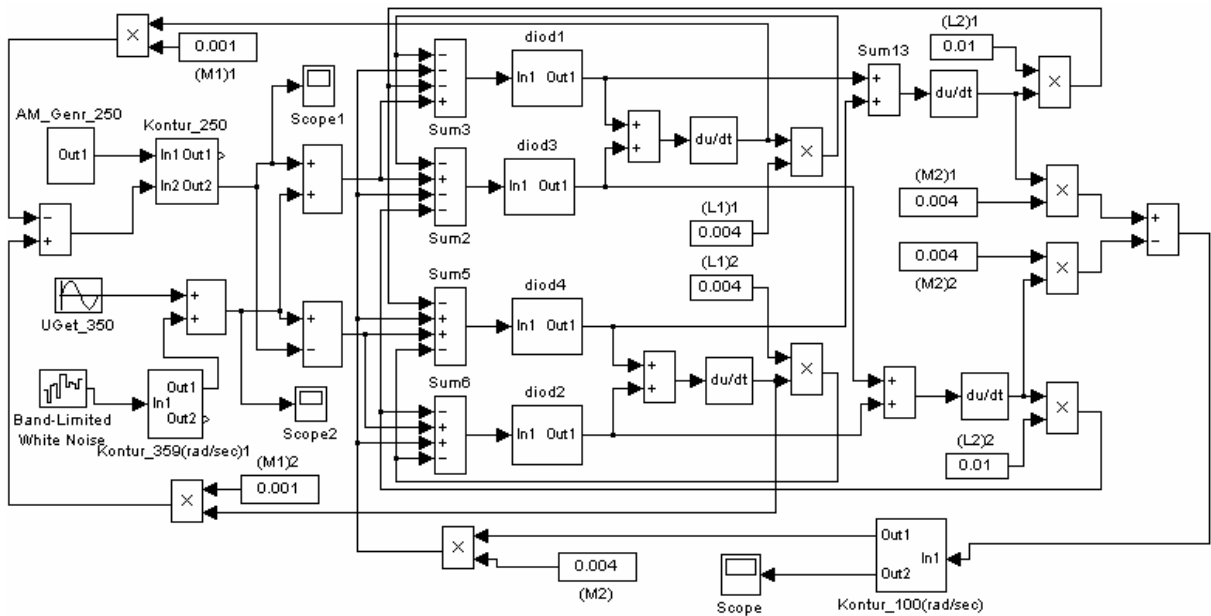 (L2)1
0.01
×
0.001
(M1)1
diod1
In1 Out1
Sum13
du/dt
×
AM_Genr_250
Out1
Kontur_250
In1 Out1
In2 Out2
Scope1
Sum3
diod3
In1 Out1
du/dt
×
(M2)1
0.004
×
Sum2
(L1)1
0.004
(L1)2
0.004
0.004
(M2)2
×
UGet_350
Sum5
diod4
In1 Out1
du/dt
×
Band-Limited
White Noise
Out1
In1
Out2
Kontur_359(rad/sec)1
Scope2
Sum6
diod2
In1 Out1
du/dt
×
(L2)2
0.01
(M1)2
0.001
×
×
0.004
(M2)
Scope
Out1
In1
Out2
Kontur_100(rad/sec)